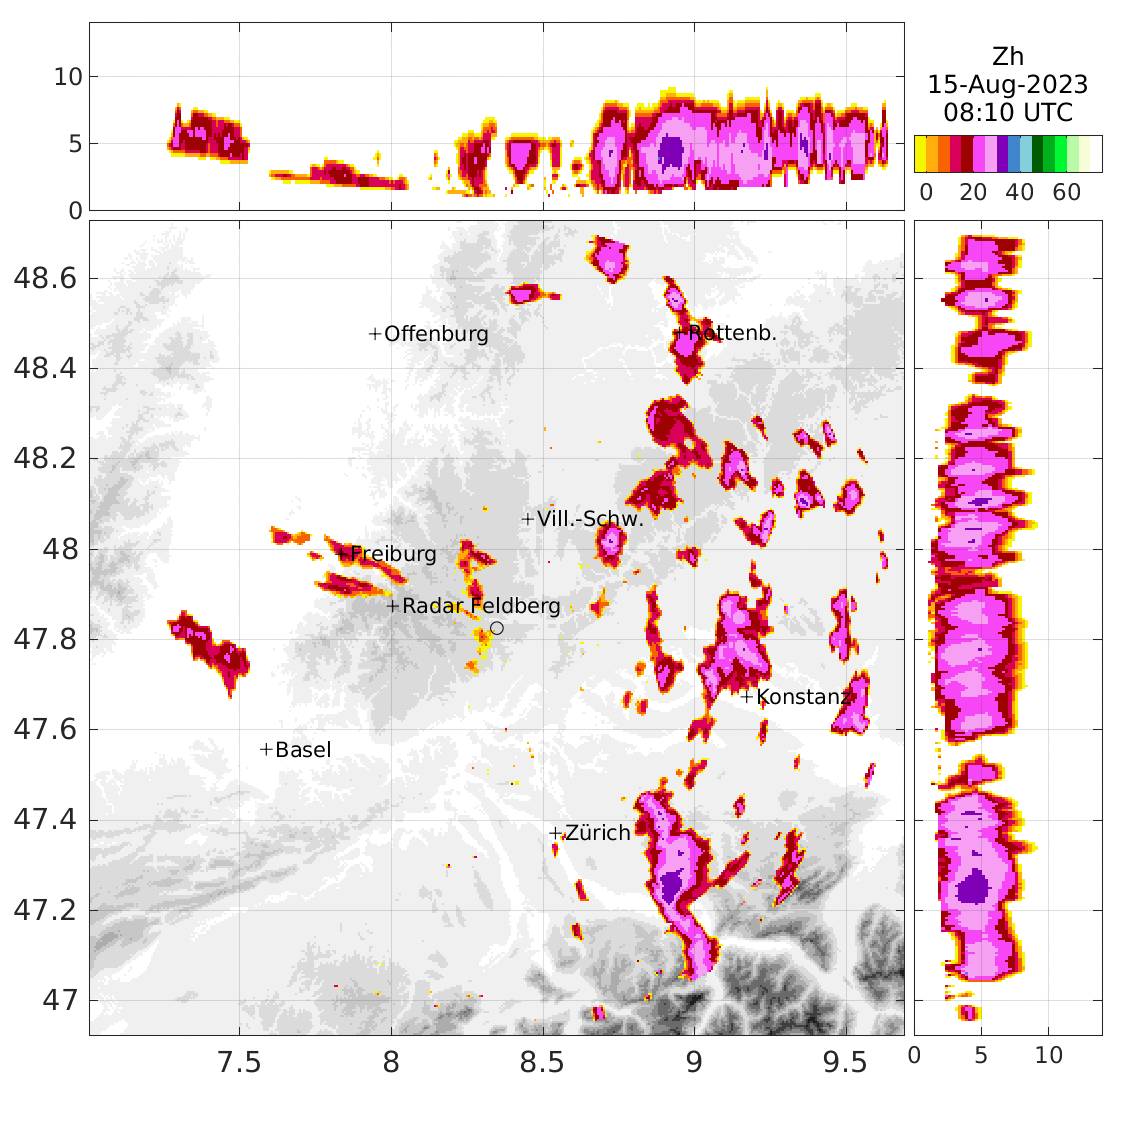 10
5
0
Zh
15-Aug-2023
08:10 UTC
0 20 40 60
48.6
48.4
48.2
48
47.8
47.6
47.4
47.2
47
+Offenburg
+Rottenb.
+Vill.-Schw.
+Freiburg
+Radar Feldberg
+Konstanz
+Basel
+Zürich
7.5 8 8.5 9 9.5
0 5 10